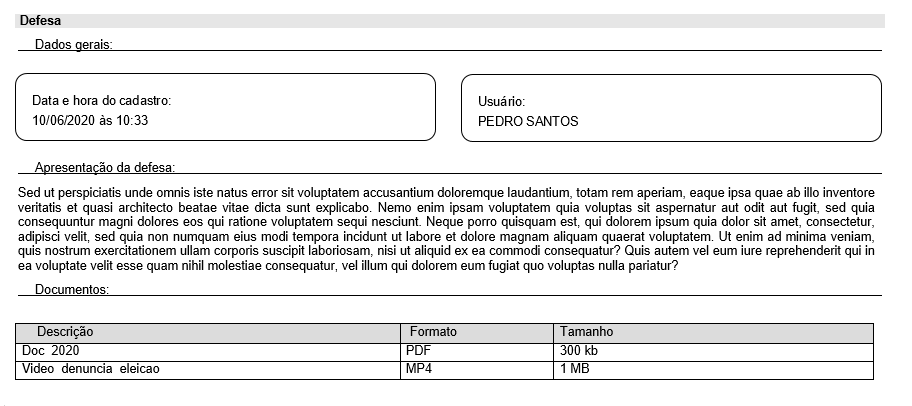 Defesa
Dados gerais:
Data e hora do cadastro:
10/06/2020 às 10:33
Usuário:
PEDRO SANTOS
Apresentação da defesa:
Sed ut perspiciatis unde omnis iste natus error sit voluptatem accusantium doloremque laudantium, totam rem aperiam, eaque ipsa quae ab illo inventore
veritatis et quasi architecto beatae vitae dicta sunt explicabo. Nemo enim ipsam voluptatem quia voluptas sit aspernatur aut odit aut fugit, sed quia
consequuntur magni dolores eos qui ratione voluptatem sequi nesciunt. Neque porro quisquam est, qui dolorem ipsum quia dolor sit amet, consectetur,
adipisci velit, sed quia non numquam eius modi tempora incidunt ut labore et dolore magnam aliquam quaerat voluptatem. Ut enim ad minima veniam,
quis nostrum exercitationem ullam corporis suscipit laboriosam, nisi ut aliquid ex ea commodi consequatur? Quis autem vel eum iure reprehenderit qui in
ea voluptate velit esse quam nihil molestiae consequatur, vel illum qui dolorem eum fugiat quo voluptas nulla pariatur?
Documentos:
Descrição Formato Tamanho
Doc 2020 PDF 300 kb
Video denuncia eleicao MP4 1 MB